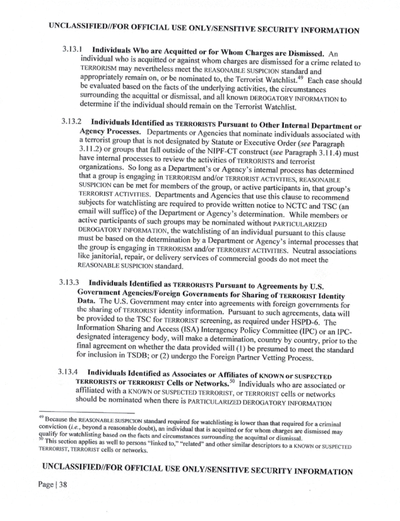 UNCLASSIFIED//FOR OFFICIAL USE ONLY/SENSITIVE SECURITY INFORMATION
3.13.1 Individuals Who are Acquitted or for Whom Charges are Dismissed. An
individual who is acquitted or against whom charges are dismissed for a crime related to
TERRORISM may nevertheless meet the REASONABLE SUSPICION standard and
appropriately remain on, or be nominated to, the Terrorist Watchlist.49 Each case should
be evaluated based on the facts of the underlying activities, the circumstances
surrounding the acquittal or dismissal, and all known DEROGATORY INFORMATION to
determine if the individual should remain on the Terrorist Watchlist.
3.13.2 Individuals Identified as TERRORISTS Pursuant to Other Internal Department or
Agency Processes. Departments or Agencies that nominate individuals associated with
a terrorist group that is not designated by Statute or Executive Order (see Paragraph
3.11.2) or groups that fall outside of the NIPF-CT construct (see Paragraph 3.11.4) must
have internal processes to review the activities of TERRORISTS and terrorist
organizations. So long as a Department's or Agency's internal process has determined
that a group is engaging in TERRORISM and/or TERRORIST ACTIVITIES, REASONABLE
SUSPICION can be met for members of the group, or active participants in, that group's
TERRORIST ACTIVITIES. Departments and Agencies that use this clause to recommend
subjects for watchlisting are required to provide written notice to NCTC and TSC (an
email will suffice) of the Department or Agency's determination. While members or
active participants of such groups may be nominated without PARTICULARIZED
DEROGATORY INFORMATION, the watchlisting of an individual pursuant to this clause
must be based on the determination by a Department or Agency's internal processes that
the group is engaging in TERRORISM and/or TERRORIST ACTIVITIES. Neutral associations
like janitorial, repair, or delivery services of commercial goods do not meet the
REASONABLE SUSPICION standard.
3.13.3 Individuals Identified as TERRORISTS Pursuant to Agreements by U.S.
Government Agencies/Foreign Governments for Sharing of TERRORIST Identity
Data. The U.S. Government may enter into agreements with foreign governments for
the sharing of TERRORIST identity information. Pursuant to such agreements, data will
be provided to the TSC for TERRORIST screening, as required under HSPD-6. The
Information Sharing and Access (ISA) Interagency Policy Committee (IPC) or an IPC-
designated interagency body, will make a determination, country by country, prior to the
final agreement on whether the data provided will (1) be presumed to meet the standard
for inclusion in TSDB; or (2) undergo the Foreign Partner Vetting Process.
3.13.4 Individuals Identified as Associates or Affiliates of KNOWN or SUSPECTED
TERRORISTS or TERRORIST Cells or Networks.50 Individuals who are associated or
affiliated with a KNOWN or SUSPECTED TERRORIST, or TERRORIST cells or networks
should be nominated when there is PARTICULARIZED DEROGATORY INFORMATION
49 Because the REASONABLE SUSPICION standard required for watchlisting is lower than that required for a criminal
conviction (i.e., beyond a reasonable doubt), an individual that is acquitted or for whom charges are dismissed may
qualify for watchlisting based on the facts and circumstances surrounding the acquittal or dismissal.
50 This section applies as well to persons "linked to," "related" and other similar descriptors to a KNOWN or SUSPECTED
TERRORIST, TERRORIST cells or networks.
UNCLASSIFIED//FOR OFFICIAL USE ONLY/SENSITIVE SECURITY INFORMATION
Page | 38